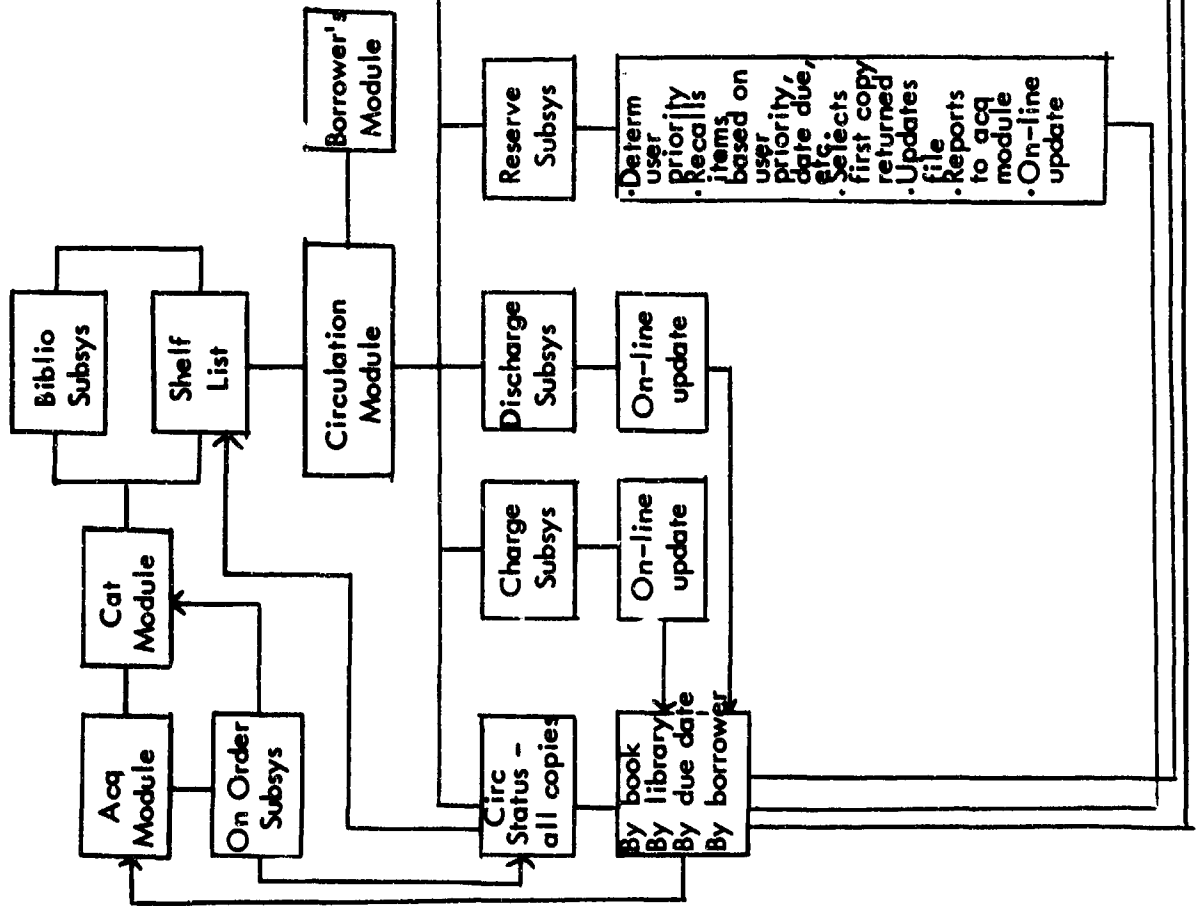 Biblio
Subsys
Acq
Module
Cat
Module
Shelf
List
On Order
Subsys
Circulation
Module
Borrower's
Module
Circ
Status -
all copies
Charge
Subsys
Discharge
Subsys
Reserve
Subsys
By book
By library
By due date
By borrower
On-line
update
On-line
update
·Determ
user
priority
·Recalls
items
based on
user
priority,
date due,
etc.
·Selects
first copy
returned
·Updates
file
·Reports
to acq
module
·On-line
update